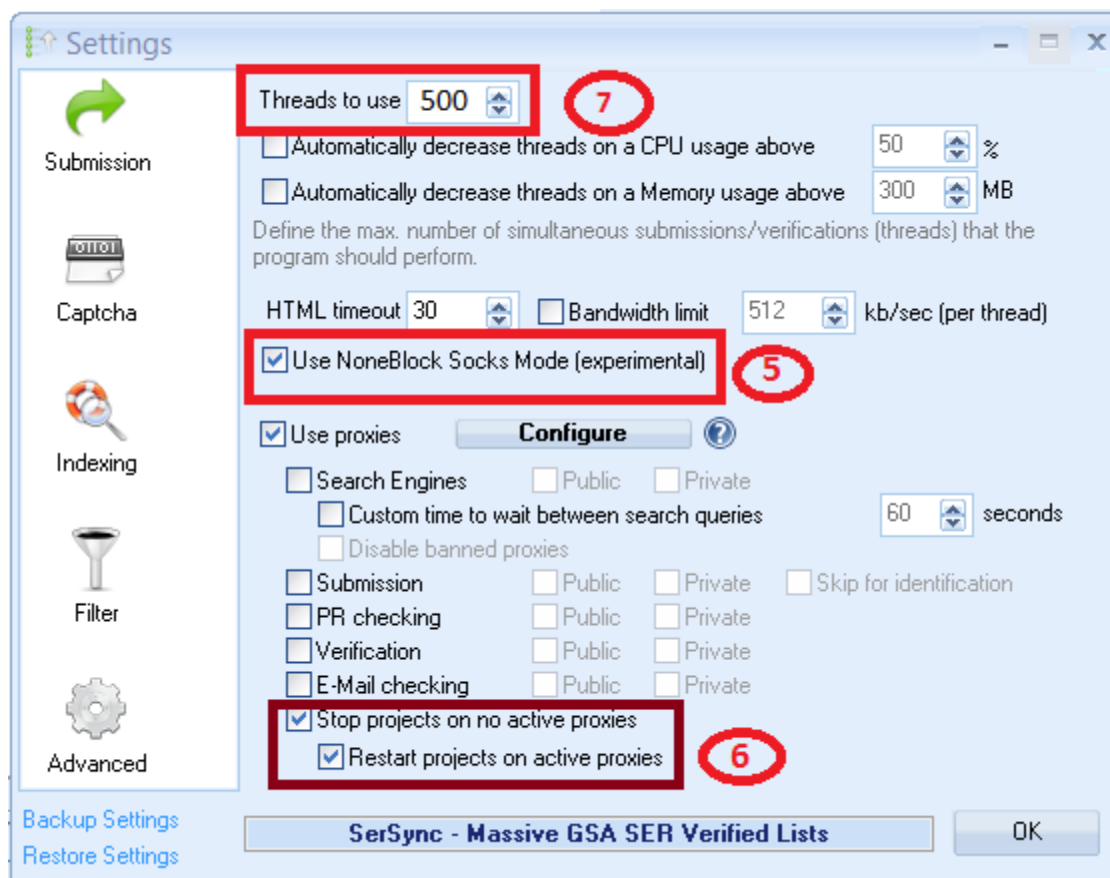 Settings
Submission
Captcha
Indexing
Filter
Advanced
Backup Settings
Restore Settings
Threads to use 500 7
Automatically decrease threads on a CPU usage above 50 %
Automatically decrease threads on a Memory usage above 300 MB
Define the max. number of simultaneous submissions/verifications (threads) that the
program should perform.
HTML timeout 30 Bandwidth limit 512 kb/sec (per thread)
Use NoneBlock Socks Mode (experimental) 5
Use proxies Configure ?
Search Engines Public Private
Custom time to wait between search queries 60 seconds
Disable banned proxies
Submission Public Private Skip for identification
PR checking Public Private
Verification Public Private
E-Mail checking Public Private
Stop projects on no active proxies
Restart projects on active proxies 6
SerSync - Massive GSA SER Verified Lists OK